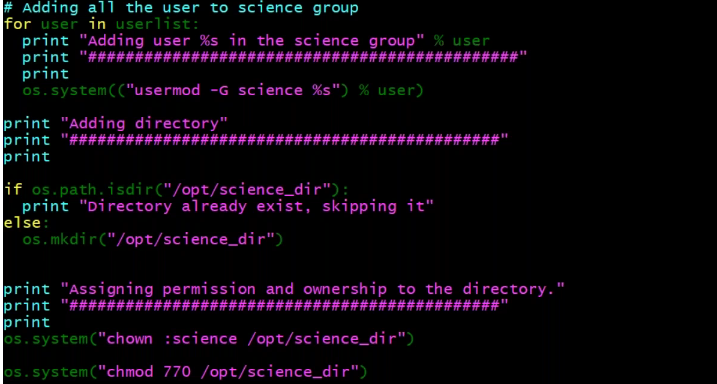 # Adding all the user to science group
for user in userlist:
  print "Adding user %s in the science group" % user
  print "##############################################"
  print
  os.system(("usermod -G science %s") % user)

print "Adding directory"
print "##############################################"
print

if os.path.isdir("/opt/science_dir"):
  print "Directory already exist, skipping it"
else:
  os.mkdir("/opt/science_dir")


print "Assigning permission and ownership to the directory."
print "##############################################"
print
os.system("chown :science /opt/science_dir")

os.system("chmod 770 /opt/science_dir")